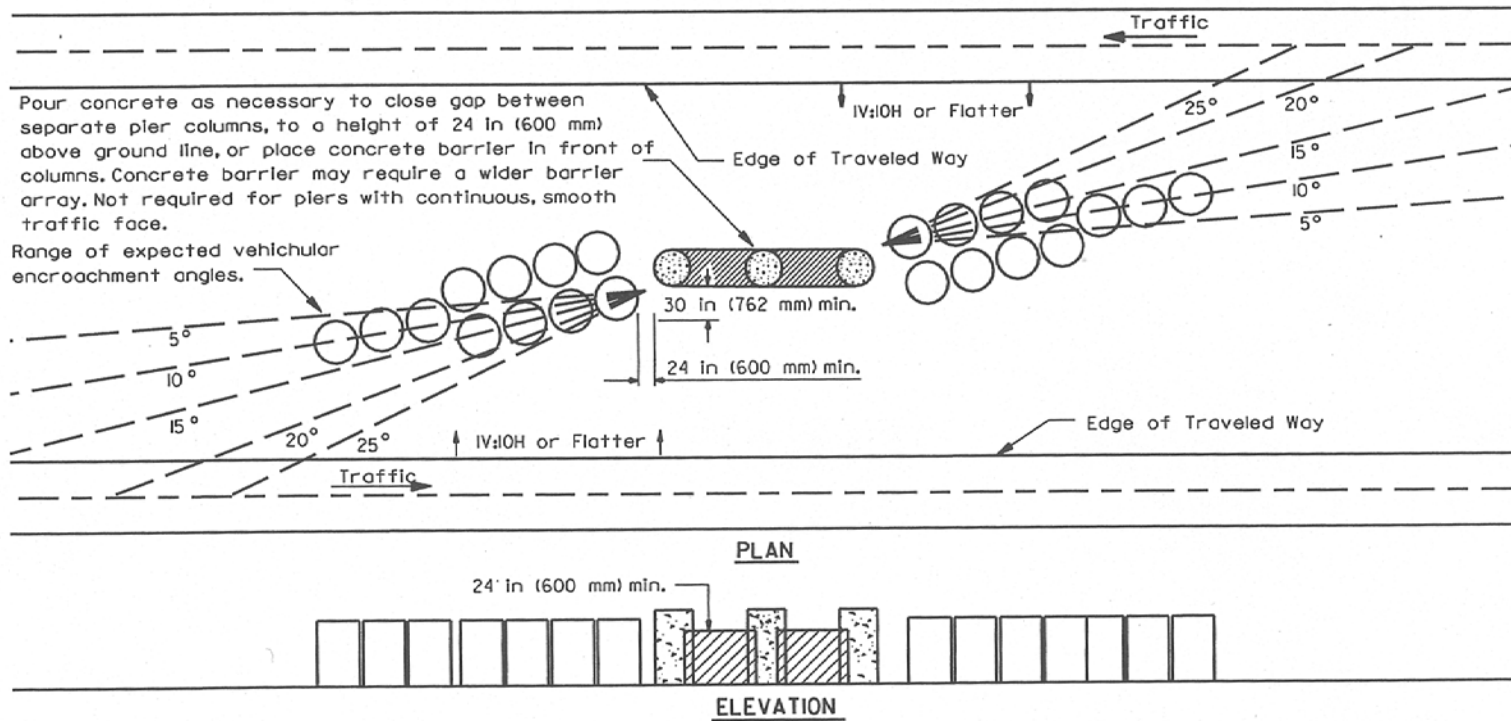 Traffic
Pour concrete as necessary to close gap between
separate pier columns, to a height of 24 in (600 mm)
above ground line, or place concrete barrier in front of
columns. Concrete barrier may require a wider barrier
array. Not required for piers with continuous, smooth
traffic face.
IV:IOH or Flatter
25°
20°
15°
10°
5°
Edge of Traveled Way
Range of expected vehichular
encroachment angles.
30 in (762 mm) min.
24 in (600 mm) min.
5°
10°
15°
20°
25°
IV:IOH or Flatter
Edge of Traveled Way
Traffic
PLAN
24 in (600 mm) min.
ELEVATION